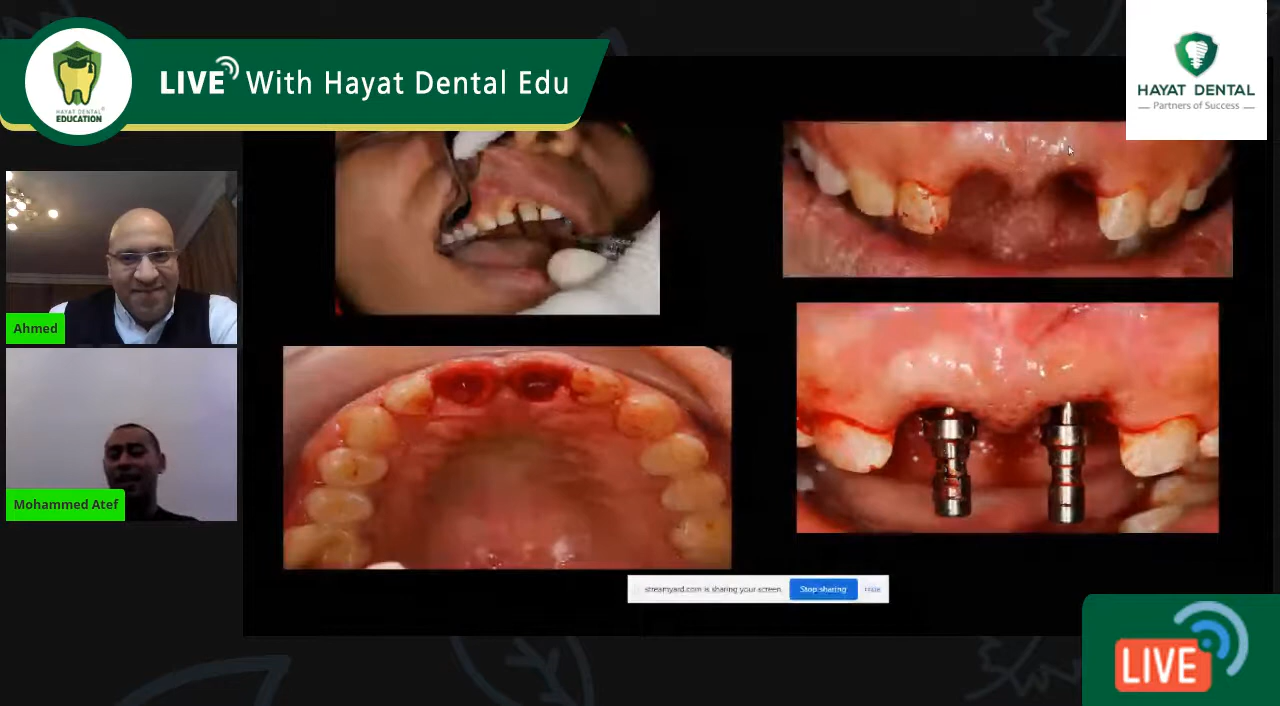 LIVE With Hayat Dental Edu
HAYAT DENTAL
EDUCATION
HAYAT DENTAL
Partners of Success
Ahmed
Mohammed Atef
streamyard.com is sharing your screen.
Stop sharing
Hide
LIVE